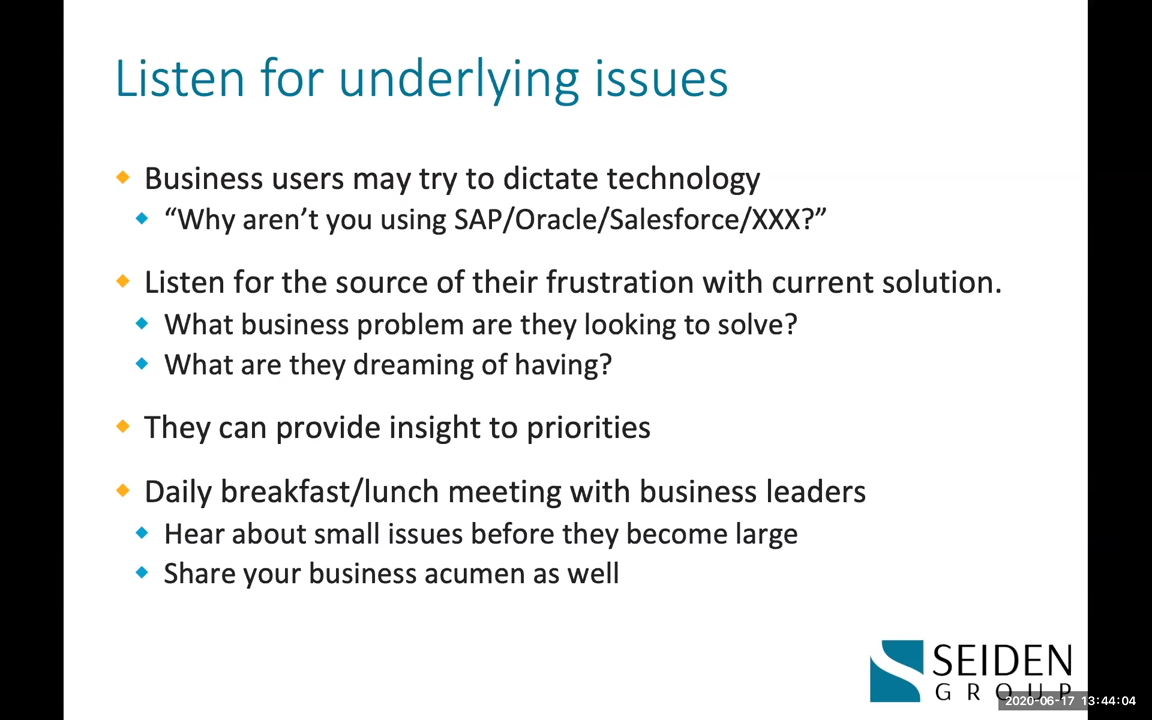 Listen for underlying issues
Business users may try to dictate technology
“Why aren’t you using SAP/Oracle/Salesforce/XXX?”
Listen for the source of their frustration with current solution.
What business problem are they looking to solve?
What are they dreaming of having?
They can provide insight to priorities
Daily breakfast/lunch meeting with business leaders
Hear about small issues before they become large
Share your business acumen as well
SEIDEN
GROUP
2020-06-17 13:44:04